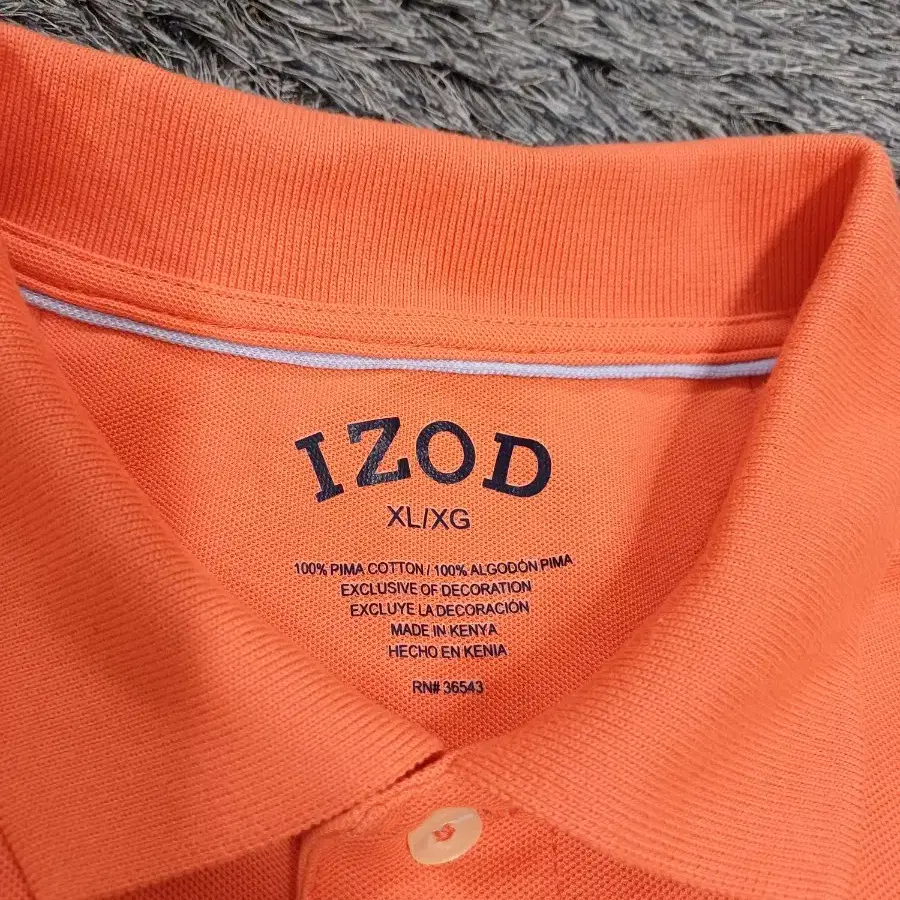 IZOD
XL/XG
100% PIMA COTTON / 100% ALGODÓN PIMA
EXCLUSIVE OF DECORATION
EXCLUYE LA DECORACIÓN
MADE IN KENYA
HECHO EN KENIA
RN# 36543